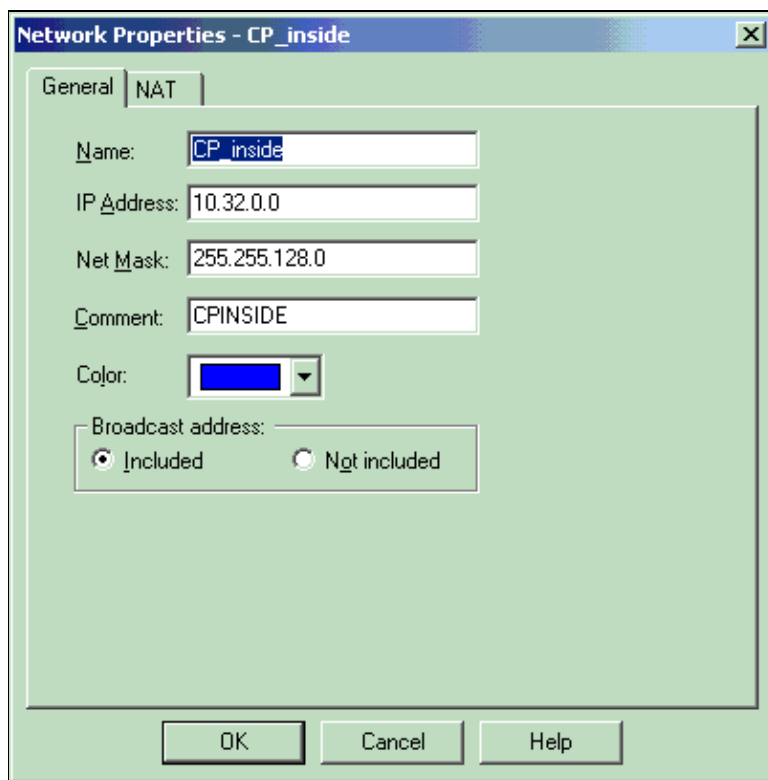 Network Properties - CP_inside
General NAT
Name: CP_inside
IP Address: 10.32.0.0
Net Mask: 255.255.128.0
Comment: CPINSIDE
Color:
Broadcast address:
Included Not included
OK Cancel Help